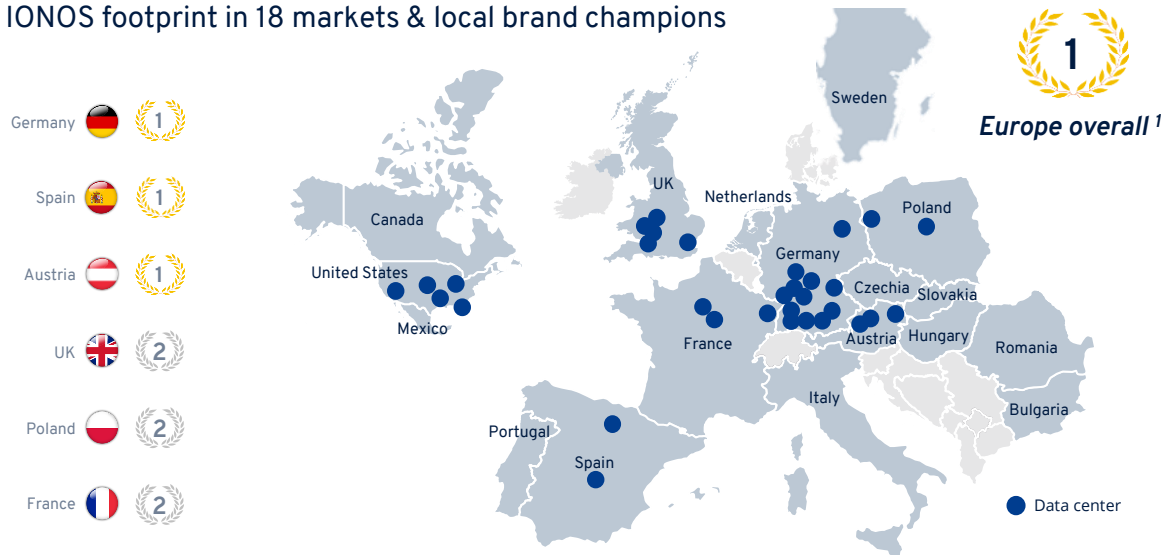 IONOS footprint in 18 markets & local brand champions
1
Europe overall 1
Germany 1
Spain 1
Austria 1
UK 2
Poland 2
France 2
Canada
United States
Mexico
Sweden
UK
Netherlands
Poland
Germany
Czechia
Slovakia
France
Austria
Hungary
Romania
Italy
Bulgaria
Portugal
Spain
Data center